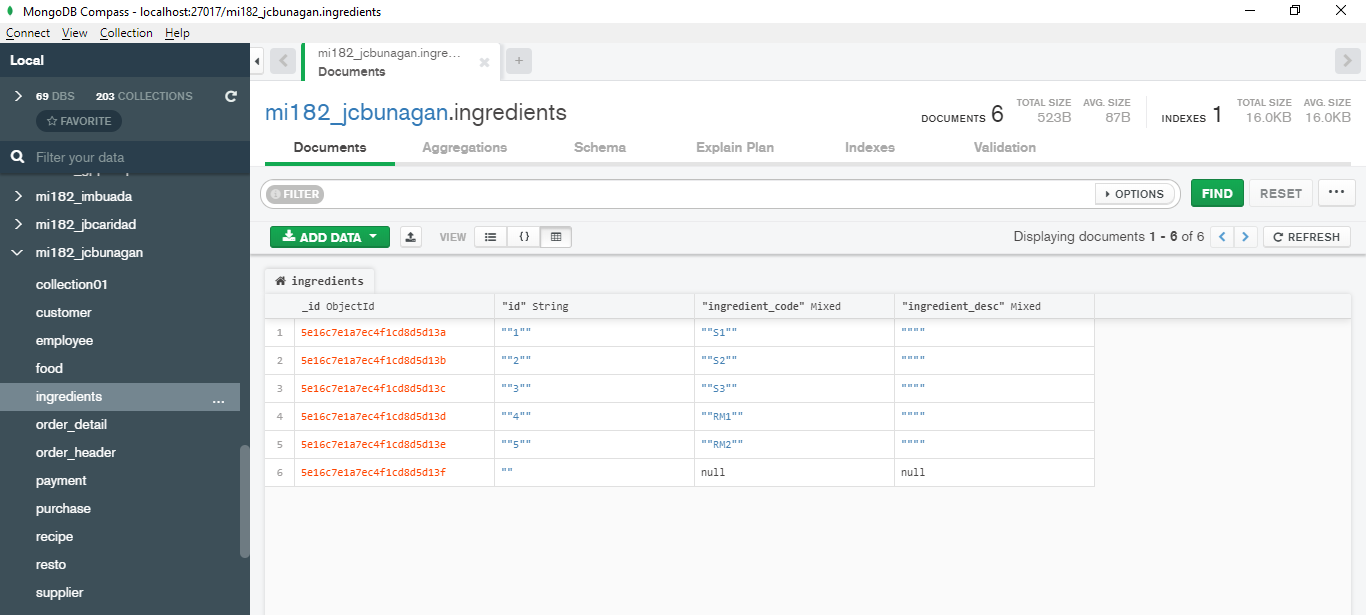 MongoDB Compass - localhost:27017/mi182_jcbunagan.ingredients
Connect View Collection Help
Local
69 DBS 203 COLLECTIONS
FAVORITE
Filter your data
mi182_imbuada
mi182_jbcaridad
mi182_jcbunagan
collection01
customer
employee
food
ingredients ...
order_detail
order_header
payment
purchase
recipe
resto
supplier
mi182_jcbunagan.ingre...
Documents
mi182_jcbunagan.ingredients
DOCUMENTS 6 TOTAL SIZE 523B AVG. SIZE 87B INDEXES 1 TOTAL SIZE 16.0KB AVG. SIZE 16.0KB
Documents Aggregations Schema Explain Plan Indexes Validation
FILTER OPTIONS FIND RESET ...
ADD DATA VIEW {} Displaying documents 1 - 6 of 6 REFRESH
ingredients
_id ObjectId "id" String "ingredient_code" Mixed "ingredient_desc" Mixed
1 5e16c7e1a7ec4f1cd8d5d13a ""1"" ""S1"" """"
2 5e16c7e1a7ec4f1cd8d5d13b ""2"" ""S2"" """"
3 5e16c7e1a7ec4f1cd8d5d13c ""3"" ""S3"" """"
4 5e16c7e1a7ec4f1cd8d5d13d ""4"" ""RM1"" """"
5 5e16c7e1a7ec4f1cd8d5d13e ""5"" ""RM2"" """"
6 5e16c7e1a7ec4f1cd8d5d13f "" null null